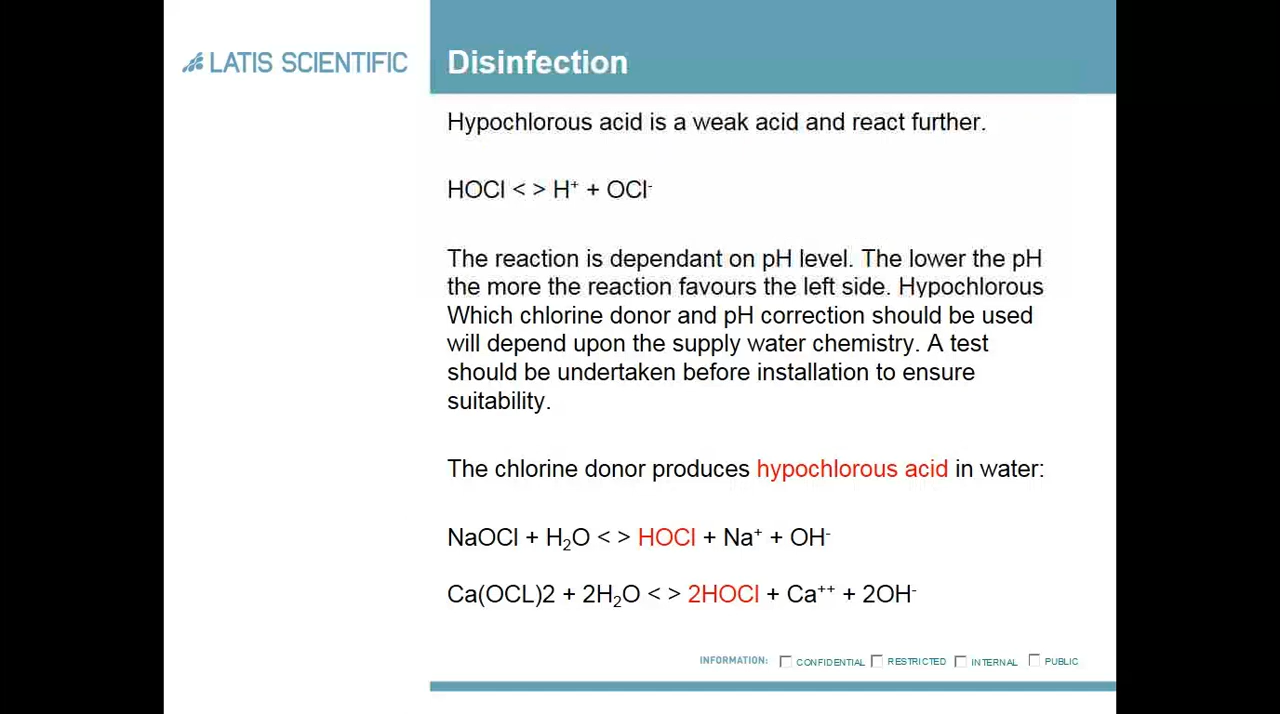 LATIS SCIENTIFIC
Disinfection
Hypochlorous acid is a weak acid and react further.
HOCl < > H⁺ + OCl⁻
The reaction is dependant on pH level. The lower the pH
the more the reaction favours the left side. Hypochlorous
Which chlorine donor and pH correction should be used
will depend upon the supply water chemistry. A test
should be undertaken before installation to ensure
suitability.
The chlorine donor produces hypochlorous acid in water:
NaOCl + H₂O < > HOCl + Na⁺ + OH⁻
Ca(OCL)2 + 2H₂O < > 2HOCl + Ca⁺⁺ + 2OH⁻
INFORMATION: CONFIDENTIAL RESTRICTED INTERNAL PUBLIC